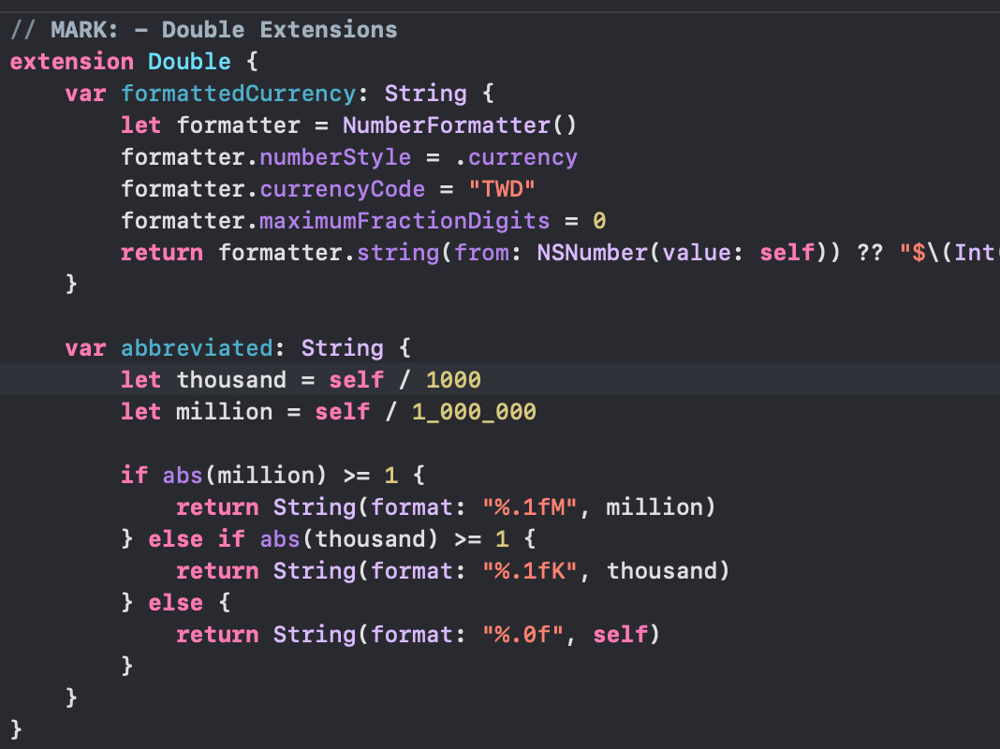 // MARK: - Double Extensions
extension Double {
    var formattedCurrency: String {
        let formatter = NumberFormatter()
        formatter.numberStyle = .currency
        formatter.currencyCode = "TWD"
        formatter.maximumFractionDigits = 0
        return formatter.string(from: NSNumber(value: self)) ?? "$\(Int(
    }

    var abbreviated: String {
        let thousand = self / 1000
        let million = self / 1_000_000

        if abs(million) >= 1 {
            return String(format: "%.1fM", million)
        } else if abs(thousand) >= 1 {
            return String(format: "%.1fK", thousand)
        } else {
            return String(format: "%.0f", self)
        }
    }
}